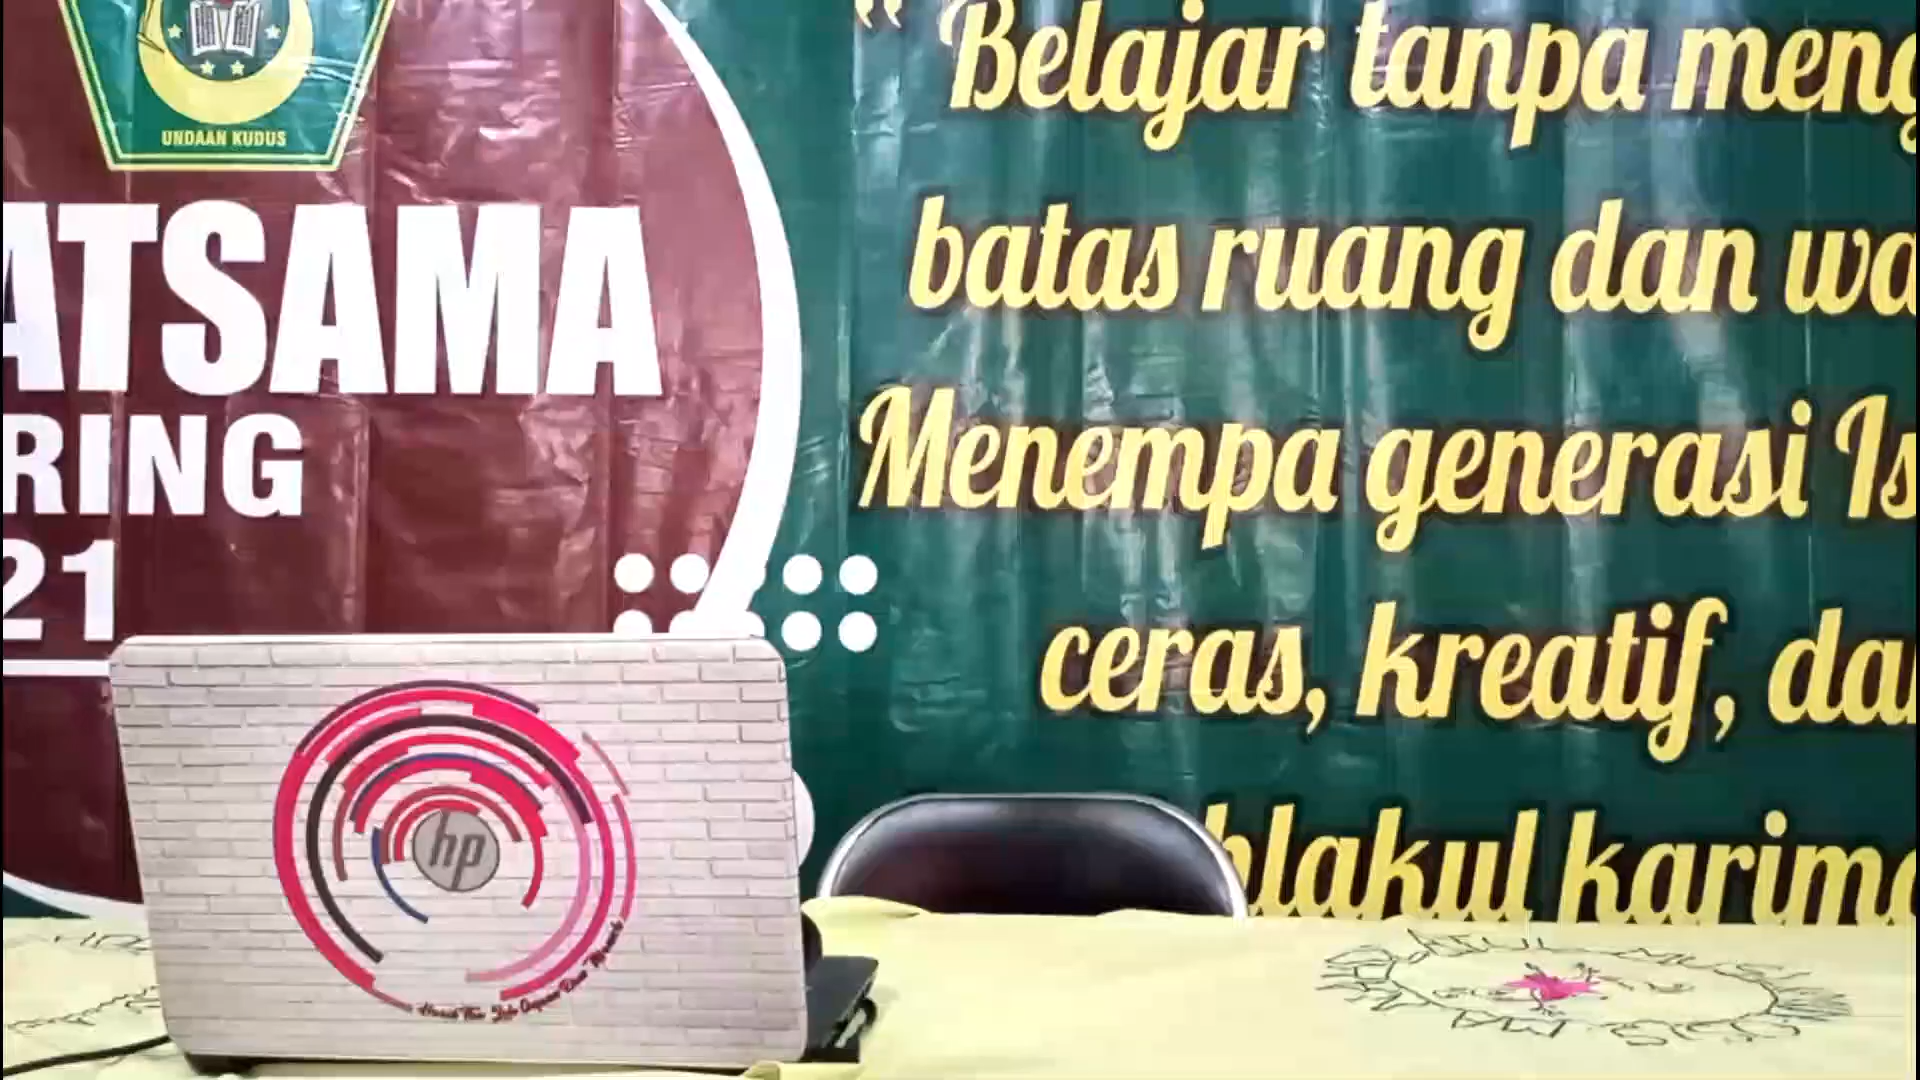 UNDAAN KUDUS
ATSAMA
RING
21
" Belajar tanpa meng
batas ruang dan wa
Menempa generasi Is
ceras, kreatif, da
hlakul karima
hp